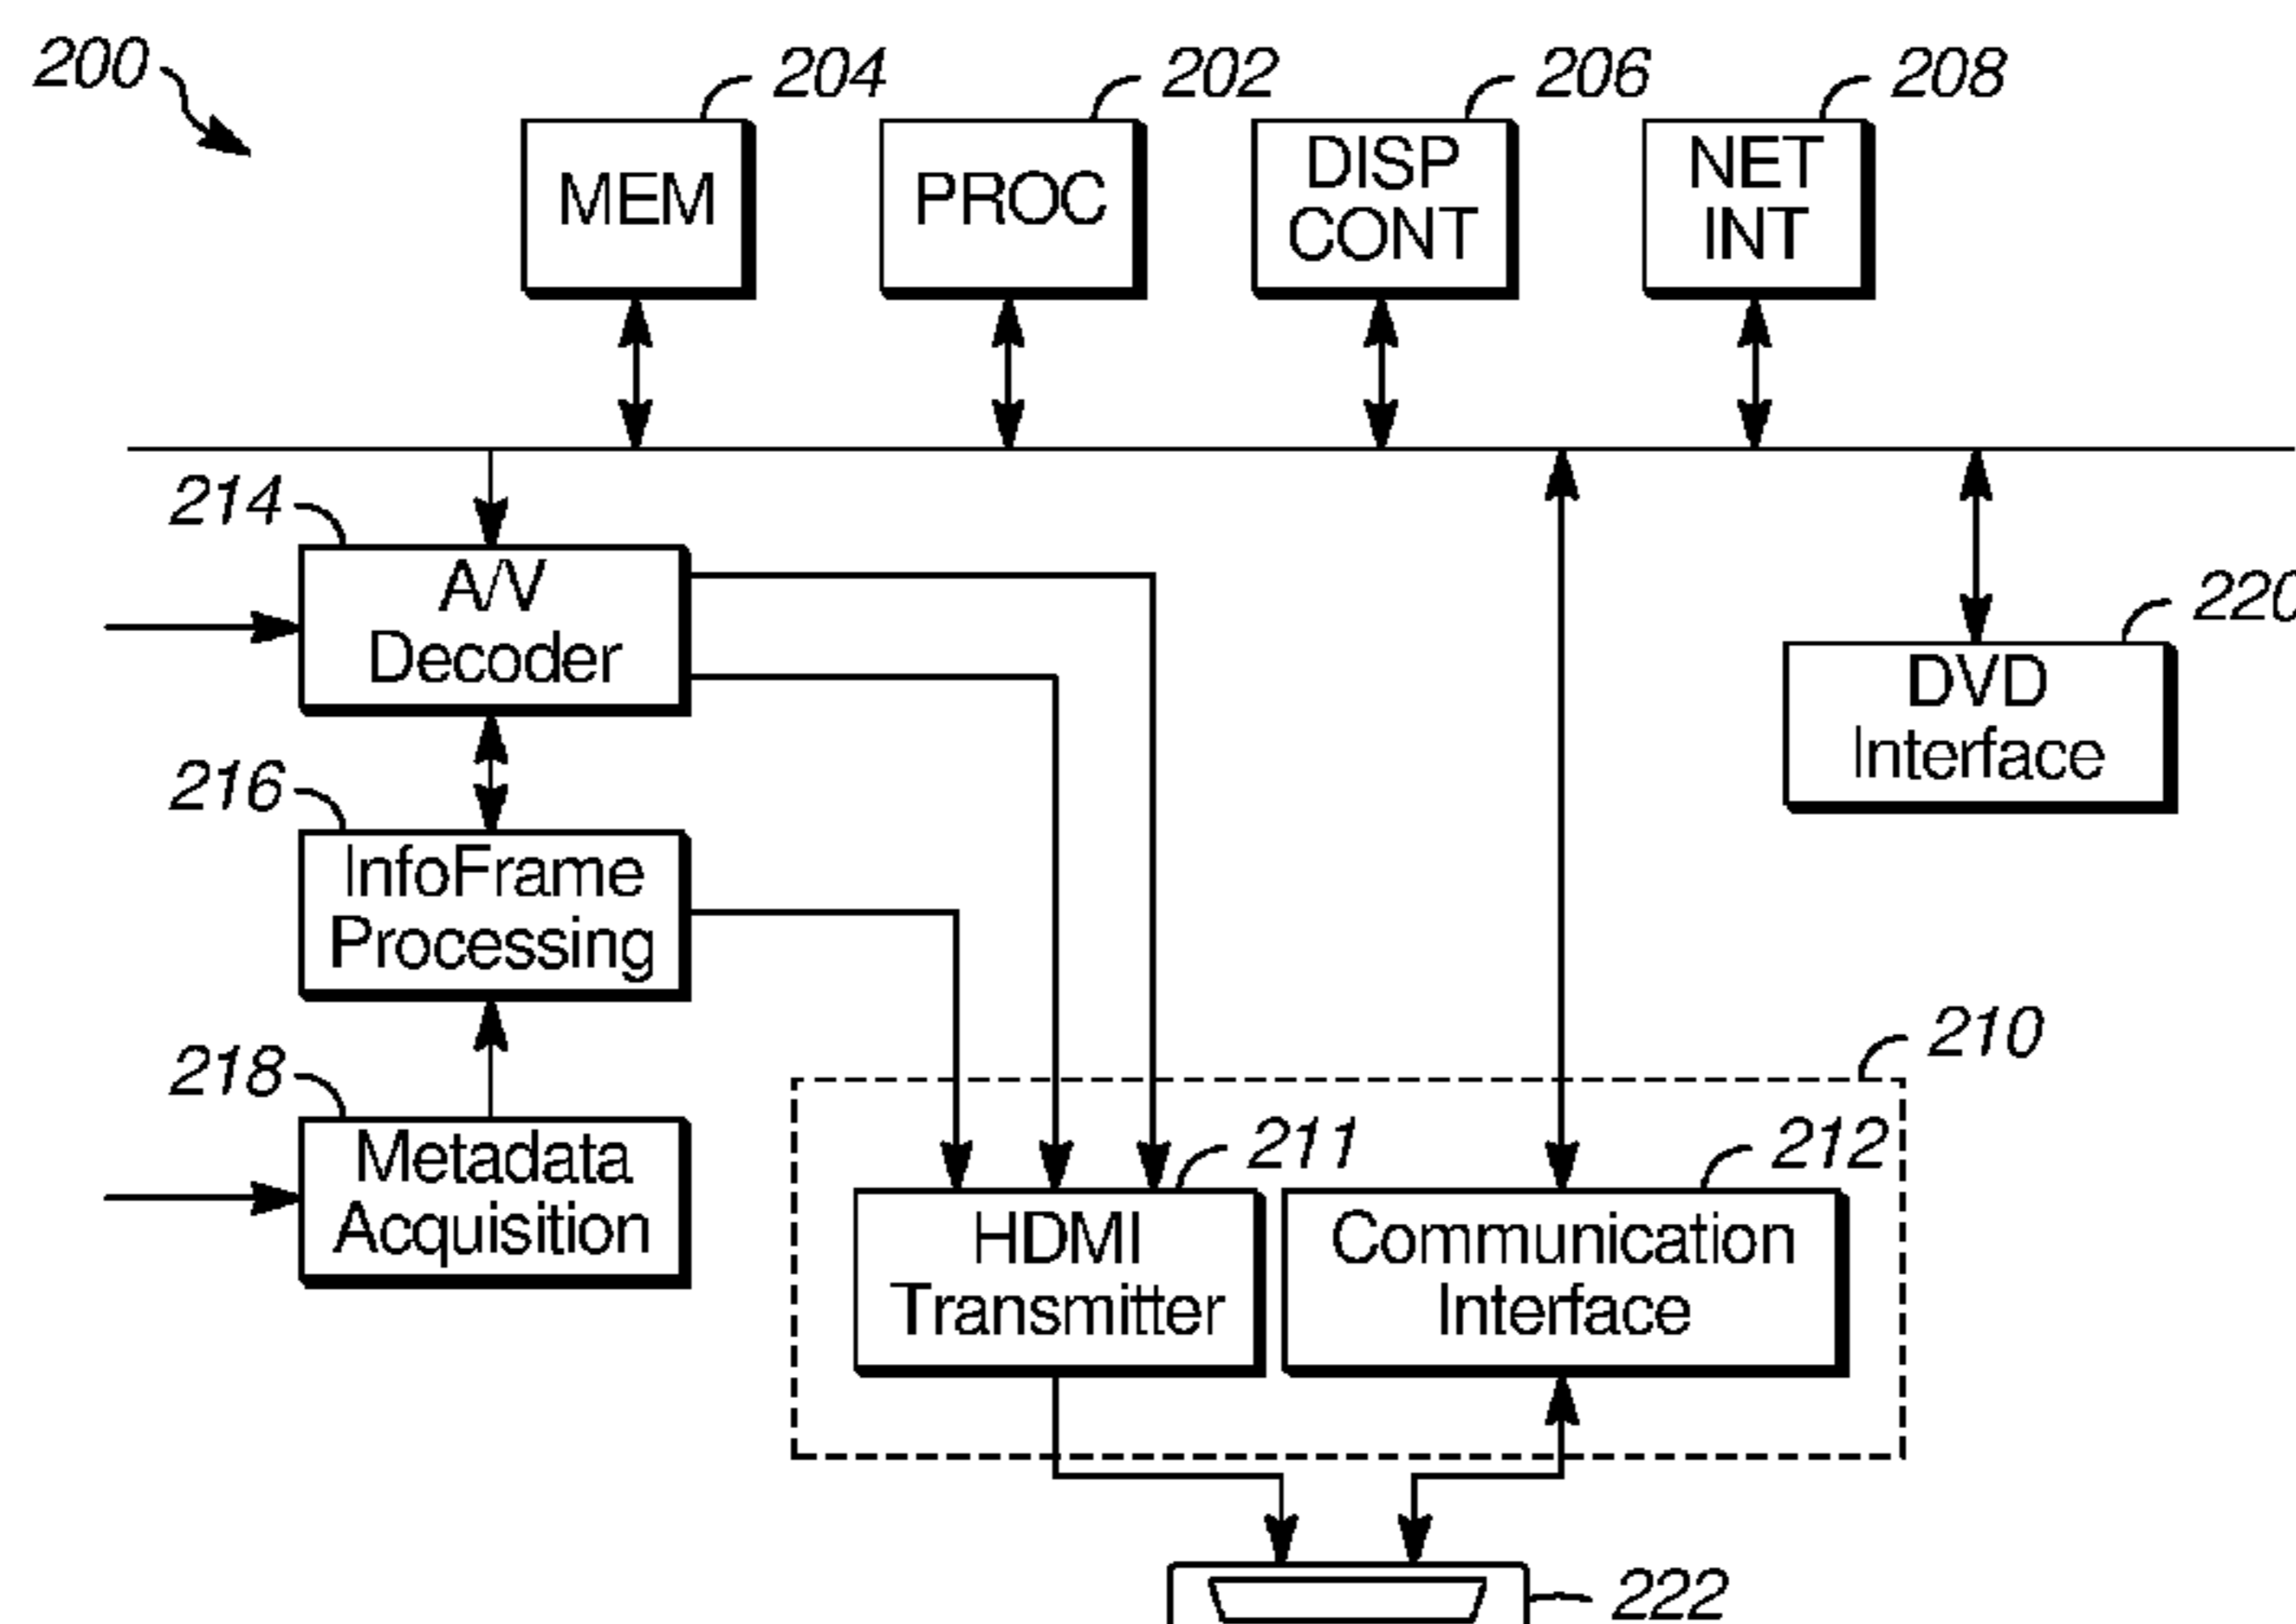 200
204
202
206
208
MEM
PROC
DISP
CONT
NET
INT
214
A/V
Decoder
220
DVD
Interface
216
InfoFrame
Processing
210
218
Metadata
Acquisition
211
212
HDMI
Transmitter
Communication
Interface
222